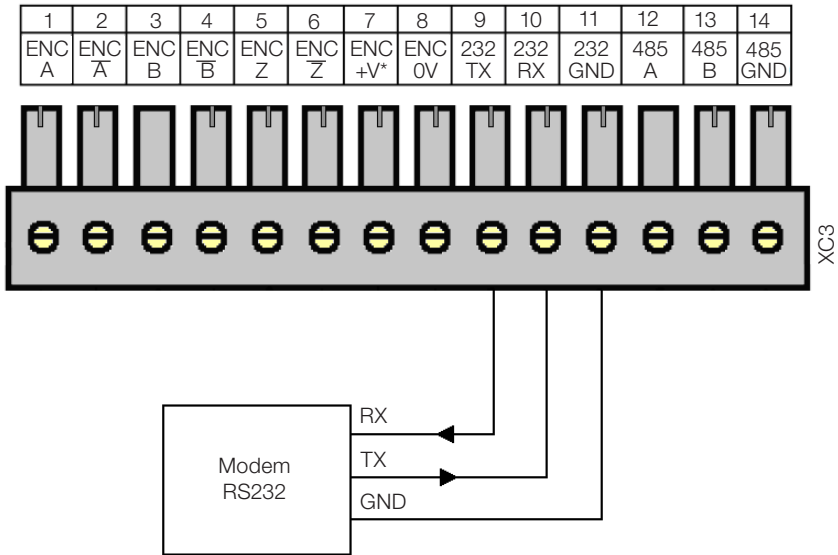 1 2 3 4 5 6 7 8 9 10 11 12 13 14
ENC ENC ENC ENC ENC ENC ENC ENC 232 232 232 485 485 485
A A̅ B B̅ Z Z̅ +V* 0V TX RX GND A B GND
XC3
RX
TX
GND
Modem
RS232